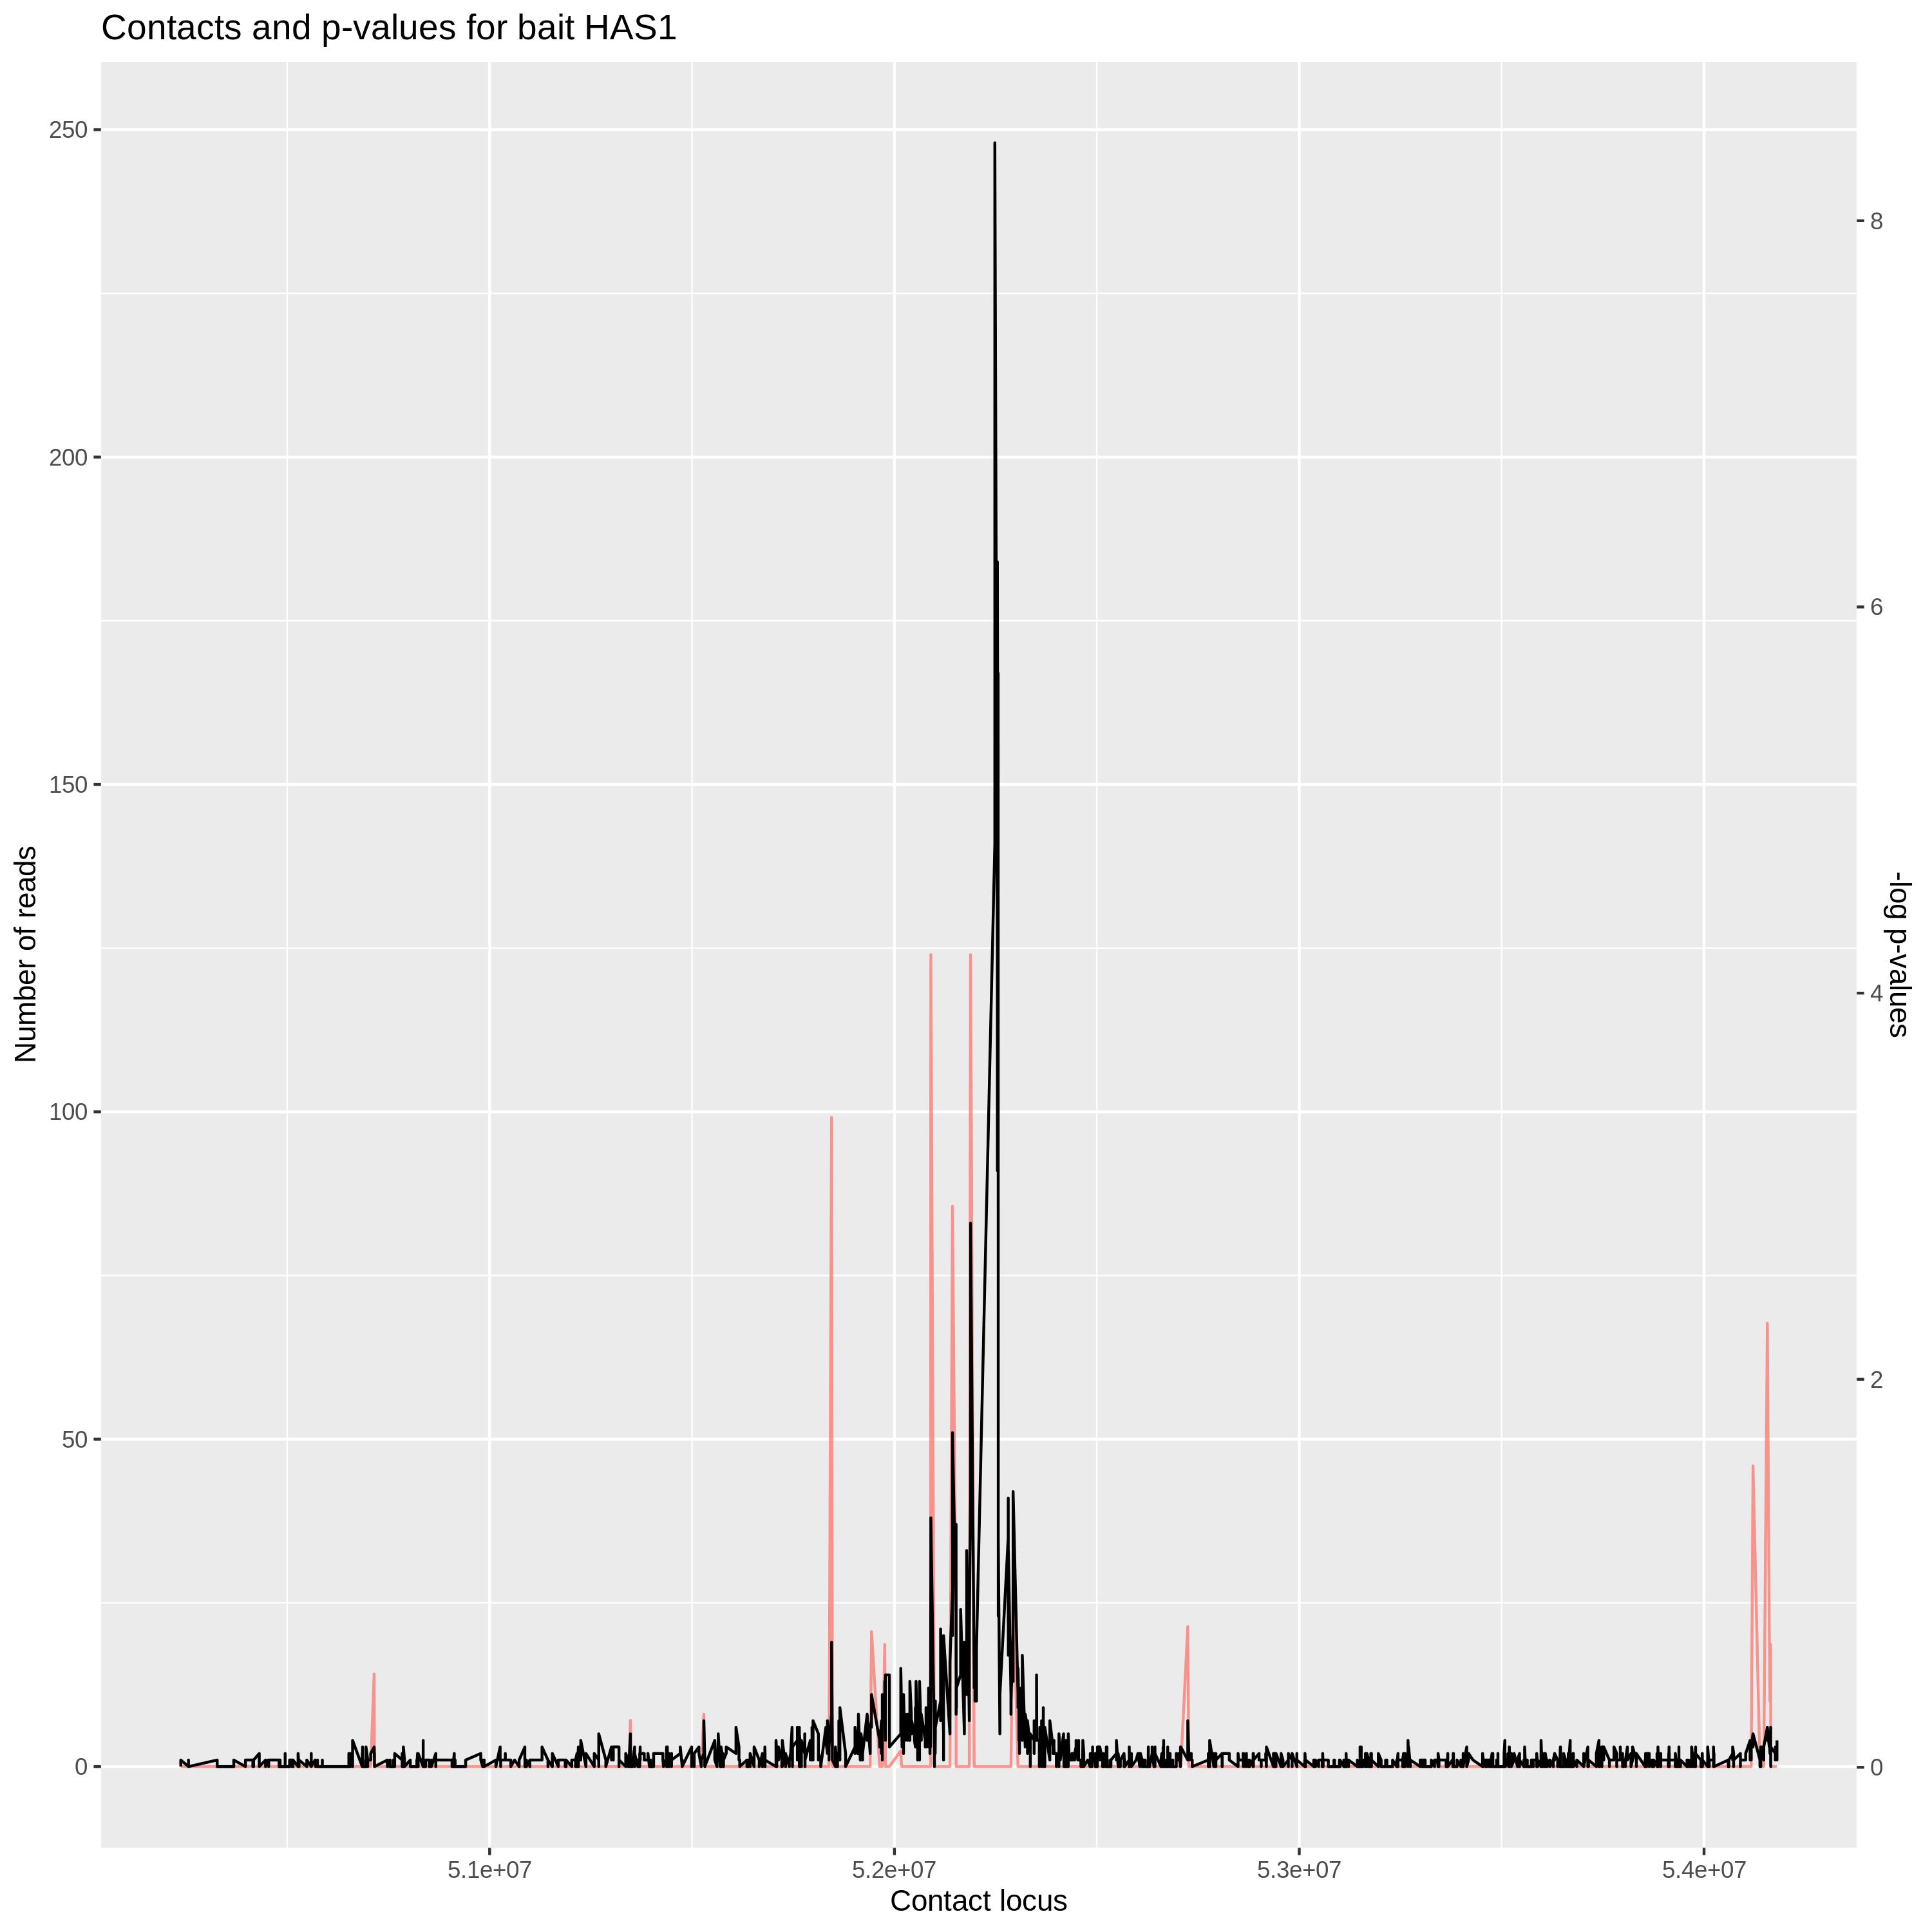 Contacts and p-values for bait HAS1
250
200
150
100
50
0
Number of reads
8
6
4
2
0
-log p-values
5.1e+07
5.2e+07
5.3e+07
5.4e+07
Contact locus